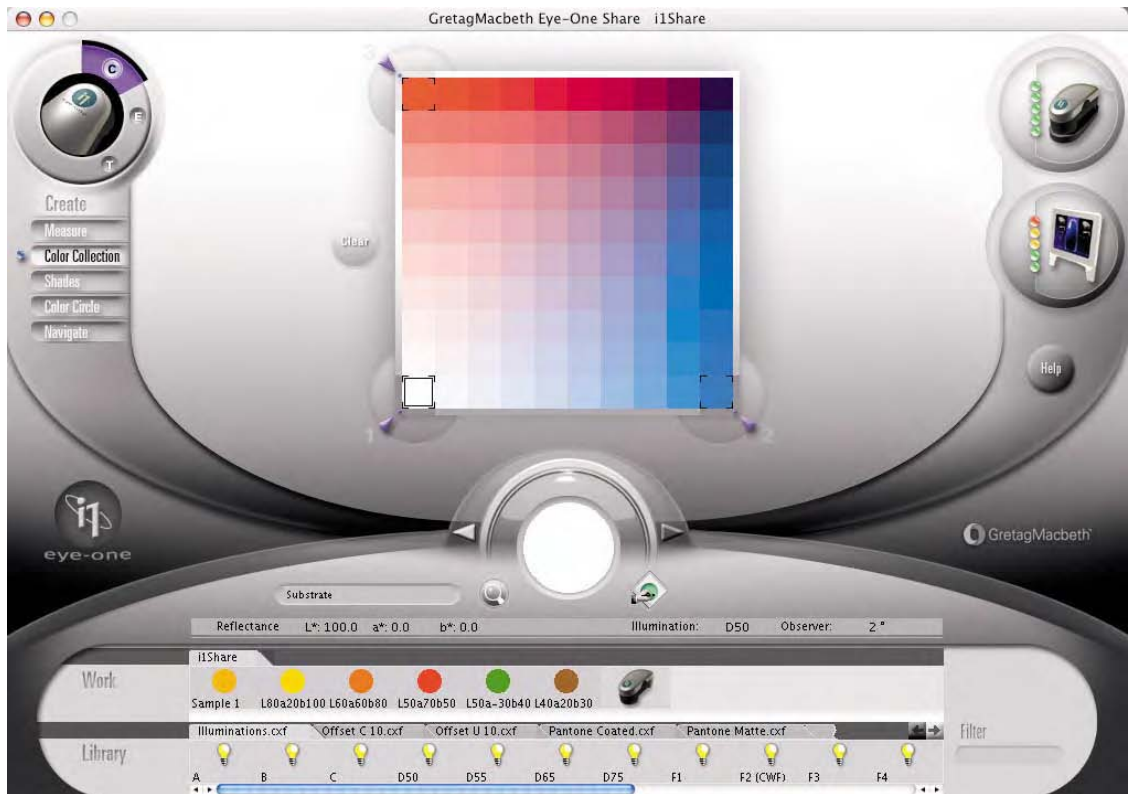 GretagMacbeth Eye-One Share i1Share
C
E
T
Create
Measure
Color Collection
Shades
Color Circle
Navigate
3
Clear
1
2
Help
i1
eye-one
GretagMacbeth
Substrate
Reflectance L*: 100.0 a*: 0.0 b*: 0.0 Illumination: D50 Observer: 2 °
i1Share
Work
Sample 1 L80a20b100 L60a60b80 L50a70b50 L50a-30b40 L40a20b30
Illuminations.cxf Offset C 10.cxf Offset U 10.cxf Pantone Coated.cxf Pantone Matte.cxf
Library
Filter
A B C D50 D55 D65 D75 F1 F2 (CWF) F3 F4